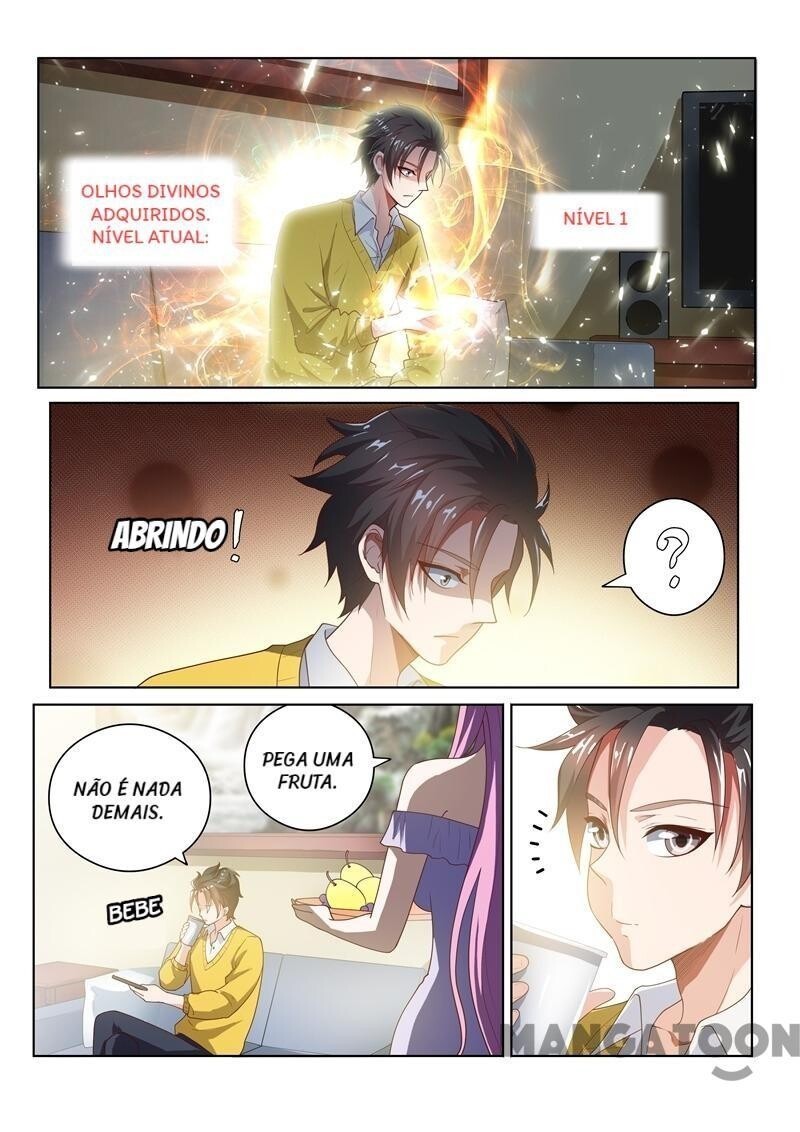 OLHOS DIVINOS
ADQUIRIDOS.
NÍVEL ATUAL:
NÍVEL 1
ABRINDO!
?
NÃO É NADA
DEMAIS.
PEGA UMA
FRUTA.
BEBE
MANGATOON